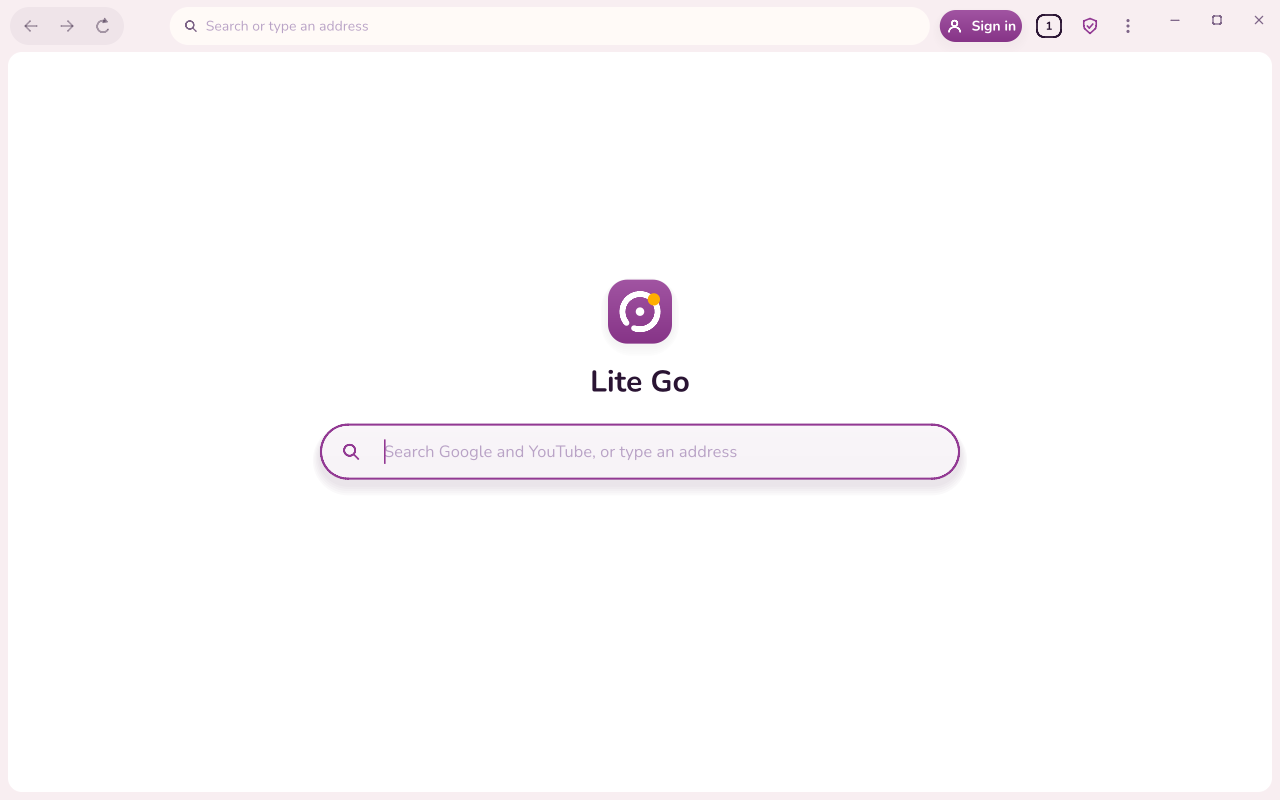 Search or type an address
Sign in
1
Lite Go
Search Google and YouTube, or type an address